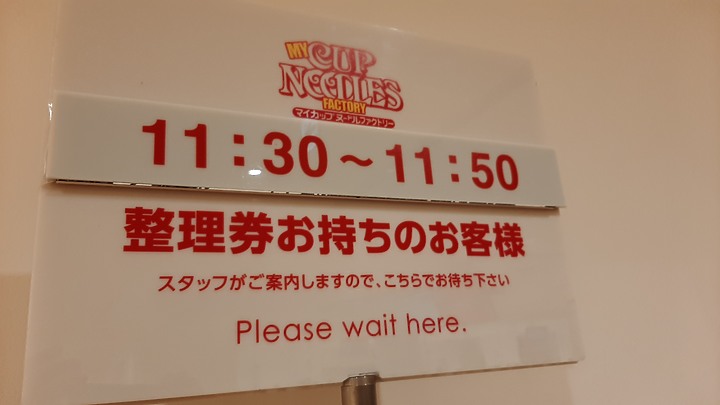 MY CUP
NOODLES
FACTORY
マイカップヌードルファクトリー
11:30～11:50
整理券お持ちのお客様
スタッフがご案内しますので、こちらでお待ち下さい
Please wait here.